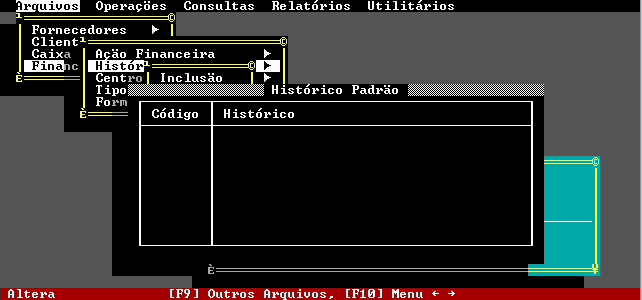 Arquivos Operações Consultas Relatórios Utilitários
Fornecedores
Client
Caixa Ação Financeira
Financ Históri
Centro Inclusão
Tipo Histórico Padrão
Form
Código Histórico
Altera [F9] Outros Arquivos, [F10] Menu ← →